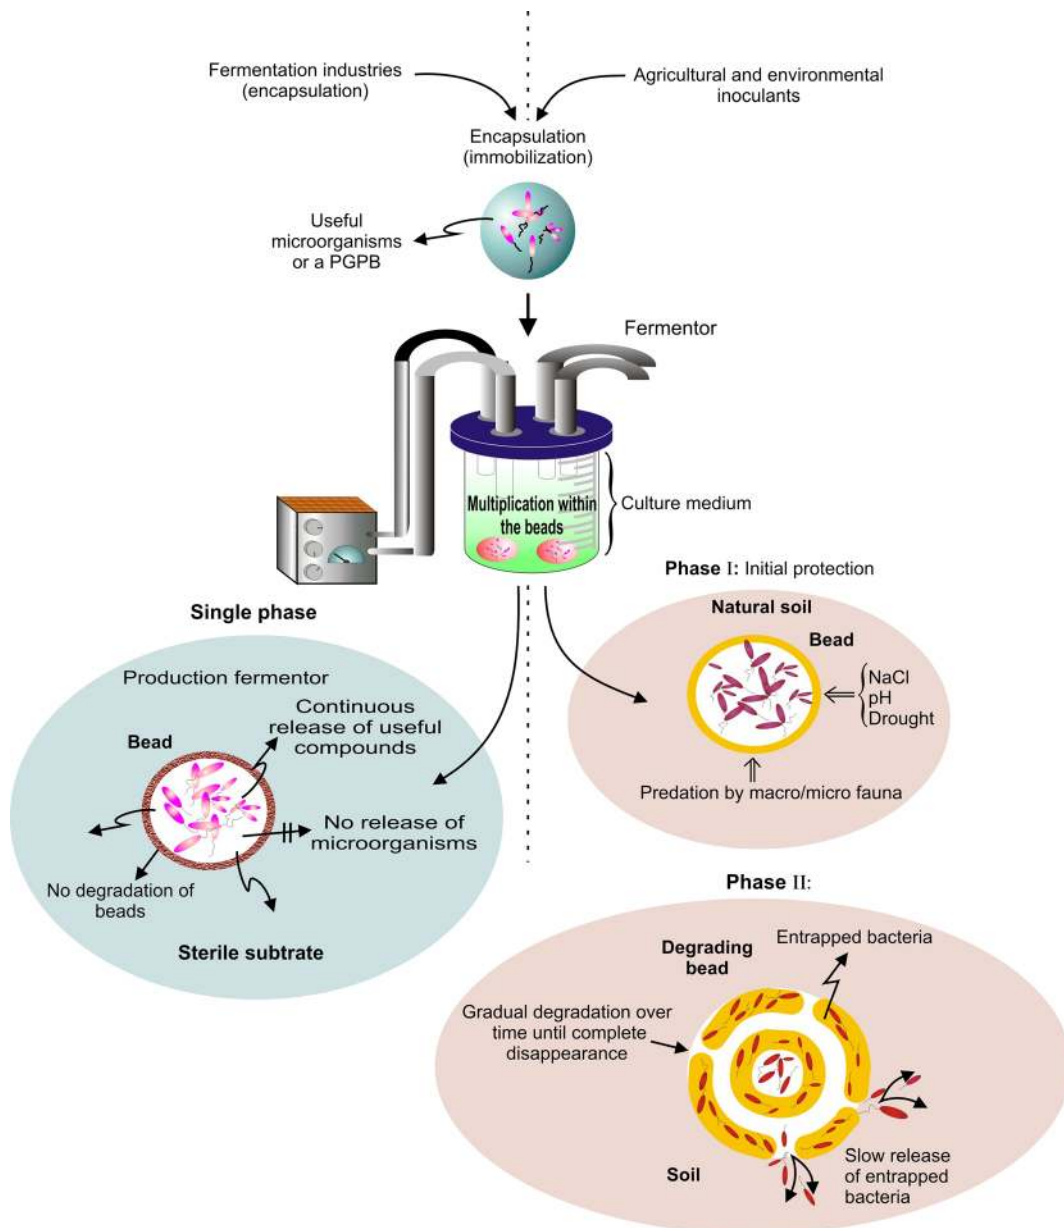 Fermentation industries
(encapsulation)
Agricultural and environmental
inoculants
Encapsulation
(immobilization)
Useful
microorganisms
or a PGPB
Fermentor
Multiplication within
the beads
Culture medium
Single phase
Production fermentor
Continuous
release of useful
compounds
Bead
No release of
microorganisms
No degradation of
beads
Sterile subtrate
Phase I: Initial protection
Natural soil
Bead
NaCl
pH
Drought
Predation by macro/micro fauna
Phase II:
Entrapped bacteria
Degrading
bead
Gradual degradation over
time until complete
disappearance
Slow release
of entrapped
bacteria
Soil